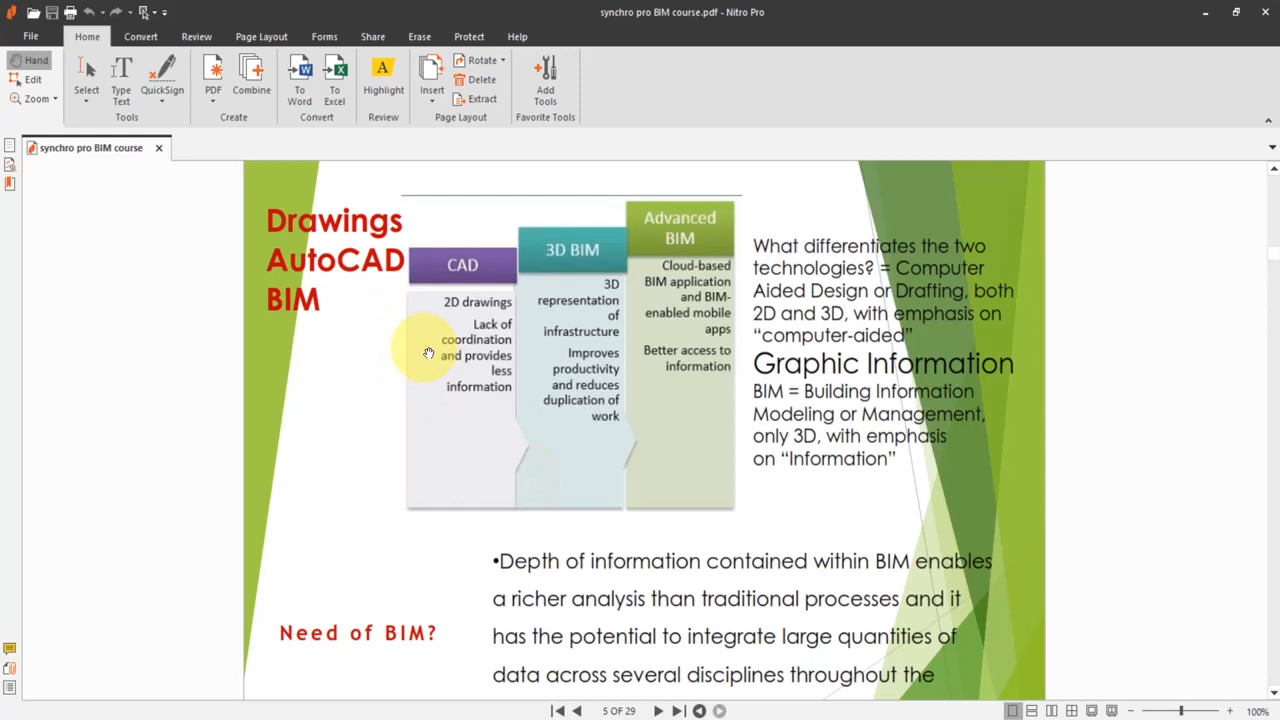 synchro pro BIM course.pdf - Nitro Pro
File
Home
Convert
Review
Page Layout
Forms
Share
Erase
Protect
Help
Hand
Edit
Zoom
Select
Type
Text
QuickSign
Tools
PDF
Combine
Create
To
Word
To
Excel
Convert
Highlight
Review
Insert
Rotate
Delete
Extract
Page Layout
Add
Tools
Favorite Tools
synchro pro BIM course
Drawings
AutoCAD
BIM
CAD
2D drawings
Lack of
coordination
and provides
less
information
3D BIM
3D
representation
of
infrastructure
Improves
productivity
and reduces
duplication of
work
Advanced
BIM
Cloud-based
BIM application
and BIM-
enabled mobile
apps
Better access to
information
What differentiates the two
technologies? = Computer
Aided Design or Drafting, both
2D and 3D, with emphasis on
“computer-aided”
Graphic Information
BIM = Building Information
Modeling or Management,
only 3D, with emphasis
on “Information”
Need of BIM?
•Depth of information contained within BIM enables
a richer analysis than traditional processes and it
has the potential to integrate large quantities of
data across several disciplines throughout the
5 OF 29
100%